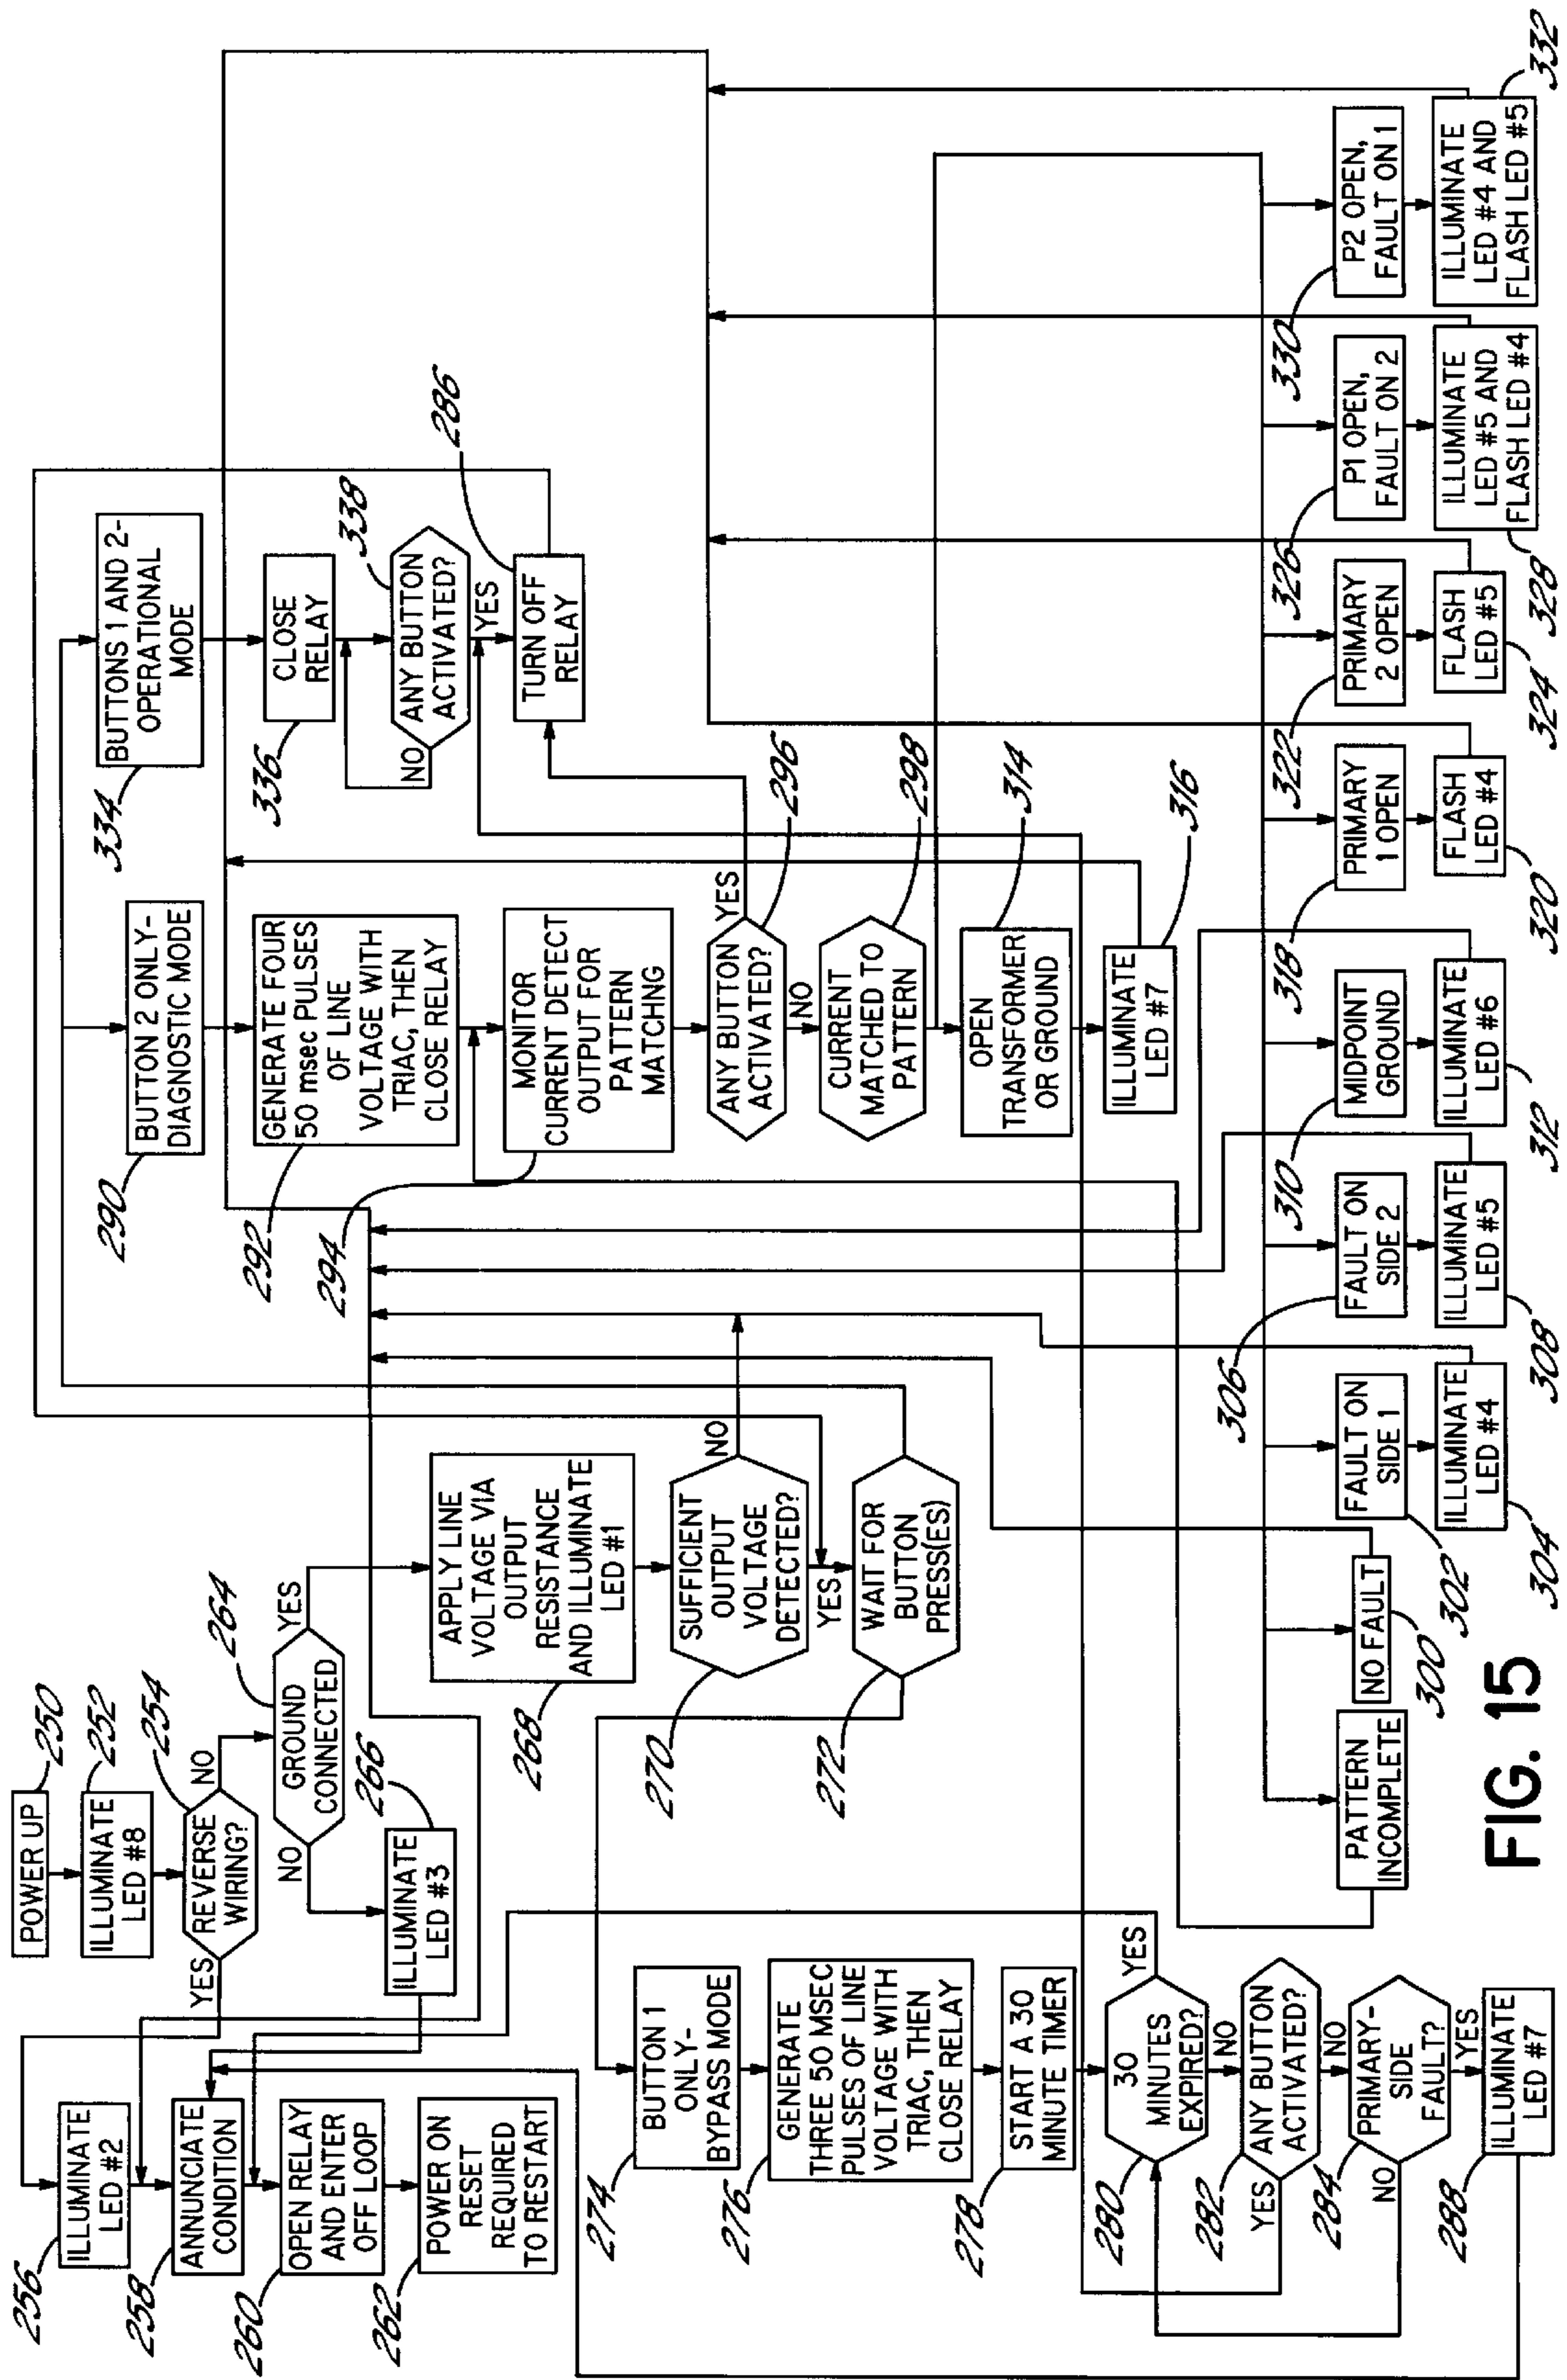 POWER UP
250
ILLUMINATE
LED #8
252
REVERSE
WIRING?
254
YES
NO
ILLUMINATE
LED #2
256
ANNUNCIATE
CONDITION
258
OPEN RELAY
AND ENTER
OFF LOOP
260
POWER ON
RESET
REQUIRED
TO RESTART
262
GROUND
CONNECTED
264
NO
YES
ILLUMINATE
LED #3
266
APPLY LINE
VOLTAGE VIA
OUTPUT
RESISTANCE
AND ILLUMINATE
LED #1
268
SUFFICIENT
OUTPUT
VOLTAGE
DETECTED?
270
NO
YES
WAIT FOR
BUTTON
PRESS(ES)
272
BUTTON 1
ONLY-
BYPASS MODE
274
GENERATE
THREE 50 MSEC
PULSES OF LINE
VOLTAGE WITH
TRIAC, THEN
CLOSE RELAY
276
START A 30
MINUTE TIMER
278
30
MINUTES
EXPIRED?
280
YES
NO
ANY BUTTON
ACTIVATED?
282
YES
NO
PRIMARY-
SIDE
FAULT?
284
NO
YES
ILLUMINATE
LED #7
288
BUTTON 2 ONLY-
DIAGNOSTIC MODE
290
GENERATE FOUR
50 msec PULSES
OF LINE
VOLTAGE WITH
TRIAC, THEN
CLOSE RELAY
292
MONITOR
CURRENT DETECT
OUTPUT FOR
PATTERN
MATCHNG
294
ANY BUTTON
ACTIVATED?
296
YES
NO
CURRENT
MATCHED TO
PATTERN
298
OPEN
TRANSFORMER
OR GROUND
314
ILLUMINATE
LED #7
316
BUTTONS 1 AND 2-
OPERATIONAL
MODE
334
CLOSE
RELAY
336
ANY BUTTON
ACTIVATED?
338
NO
YES
TURN OFF
RELAY
286
PATTERN
INCOMPLETE
NO FAULT
300
FAULT ON
SIDE 1
302
ILLUMINATE
LED #4
304
FAULT ON
SIDE 2
306
ILLUMINATE
LED #5
308
MIDPOINT
GROUND
310
ILLUMINATE
LED #6
312
PRIMARY
1 OPEN
318
FLASH
LED #4
320
PRIMARY
2 OPEN
322
FLASH
LED #5
324
P1 OPEN,
FAULT ON 2
326
ILLUMINATE
LED #5 AND
FLASH LED #4
328
P2 OPEN,
FAULT ON 1
330
ILLUMINATE
LED #4 AND
FLASH LED #5
332
FIG. 15